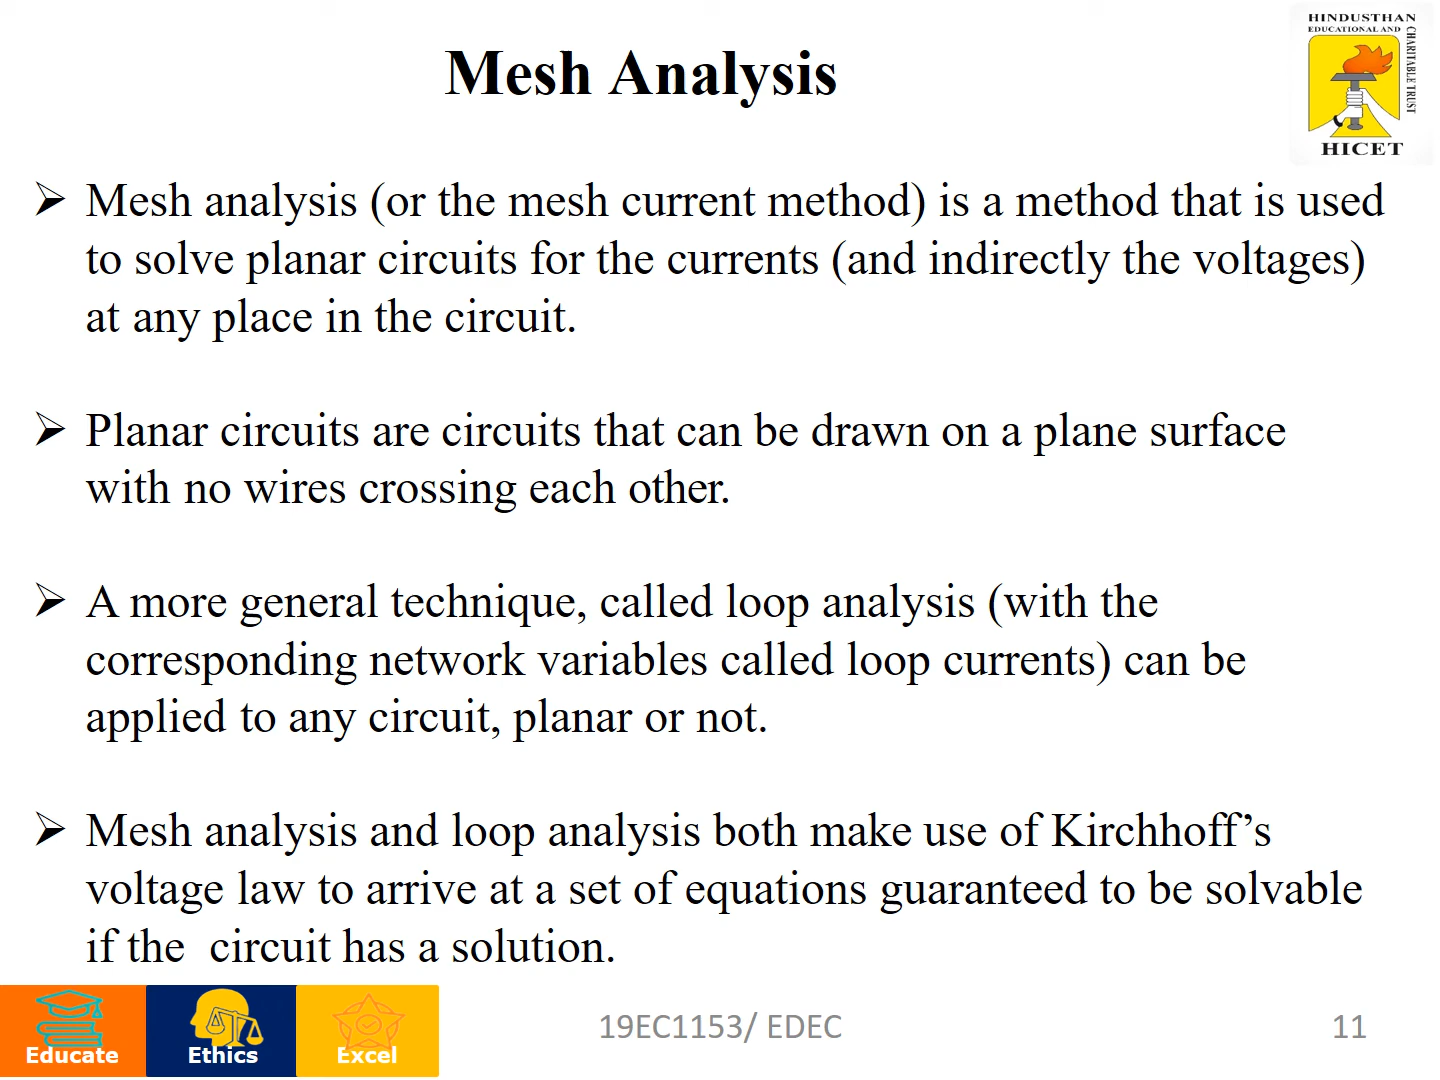 HINDUSTHAN
EDUCATIONAL AND
CHARITABLE TRUST
HICET
Mesh Analysis
➢ Mesh analysis (or the mesh current method) is a method that is used
to solve planar circuits for the currents (and indirectly the voltages)
at any place in the circuit.
➢ Planar circuits are circuits that can be drawn on a plane surface
with no wires crossing each other.
➢ A more general technique, called loop analysis (with the
corresponding network variables called loop currents) can be
applied to any circuit, planar or not.
➢ Mesh analysis and loop analysis both make use of Kirchhoff’s
voltage law to arrive at a set of equations guaranteed to be solvable
if the  circuit has a solution.
Educate
Ethics
Excel
19EC1153/ EDEC
11